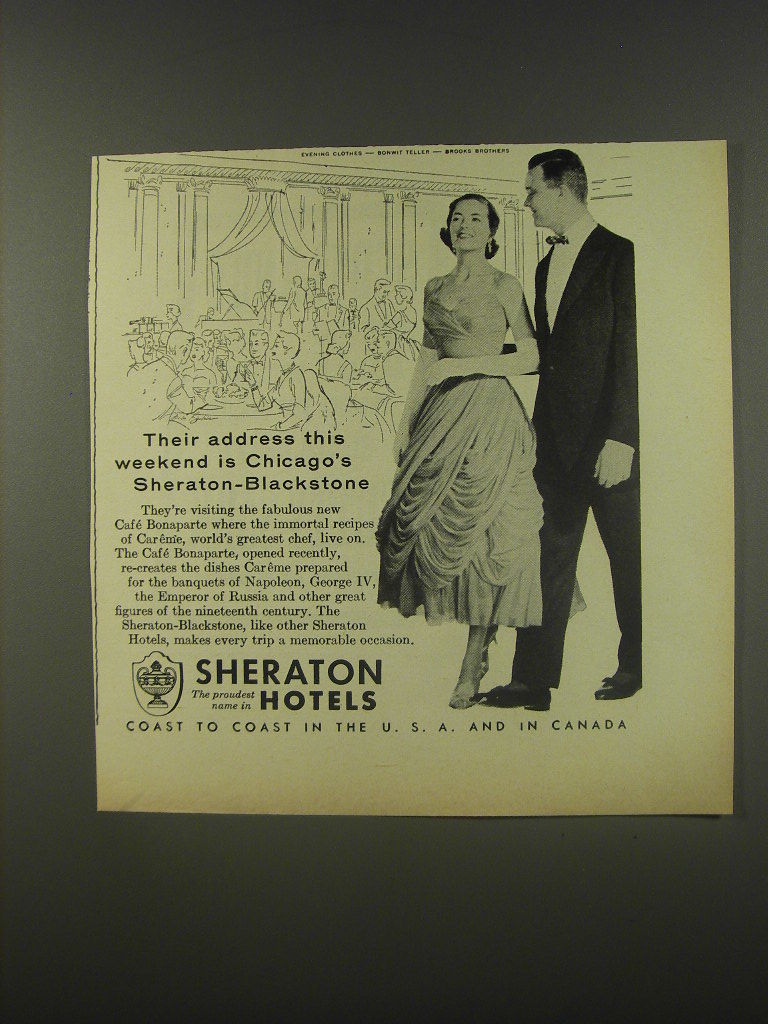 EVENING CLOTHES — BONWIT TELLER — BROOKS BROTHERS
Their address this
weekend is Chicago's
Sheraton-Blackstone
They're visiting the fabulous new
Café Bonaparte where the immortal recipes
of Carême, world's greatest chef, live on.
The Café Bonaparte, opened recently,
re-creates the dishes Carême prepared
for the banquets of Napoleon, George IV,
the Emperor of Russia and other great
figures of the nineteenth century. The
Sheraton-Blackstone, like other Sheraton
Hotels, makes every trip a memorable occasion.
SHERATON
The proudest
name in
HOTELS
COAST TO COAST IN THE U. S. A. AND IN CANADA